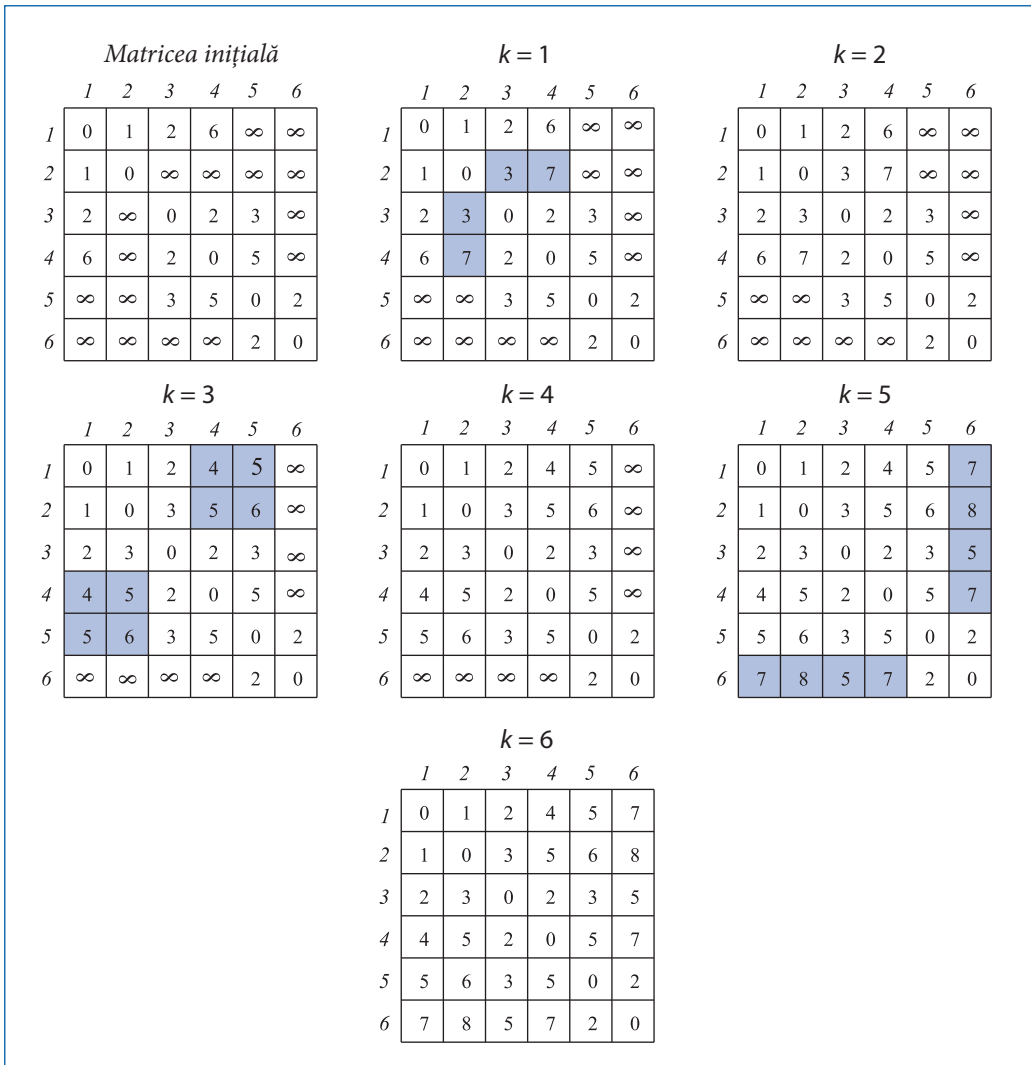 Matricea inițială k = 1 k = 2
1 2 3 4 5 6 1 2 3 4 5 6 1 2 3 4 5 6
1 0 1 2 6 ∞ ∞ 1 0 1 2 6 ∞ ∞ 1 0 1 2 6 ∞ ∞
2 1 0 ∞ ∞ ∞ ∞ 2 1 0 3 7 ∞ ∞ 2 1 0 3 7 ∞ ∞
3 2 ∞ 0 2 3 ∞ 3 2 3 0 2 3 ∞ 3 2 3 0 2 3 ∞
4 6 ∞ 2 0 5 ∞ 4 6 7 2 0 5 ∞ 4 6 7 2 0 5 ∞
5 ∞ ∞ 3 5 0 2 5 ∞ ∞ 3 5 0 2 5 ∞ ∞ 3 5 0 2
6 ∞ ∞ ∞ ∞ 2 0 6 ∞ ∞ ∞ ∞ 2 0 6 ∞ ∞ ∞ ∞ 2 0
k = 3 k = 4 k = 5
1 2 3 4 5 6 1 2 3 4 5 6 1 2 3 4 5 6
1 0 1 2 4 5 ∞ 1 0 1 2 4 5 ∞ 1 0 1 2 4 5 7
2 1 0 3 5 6 ∞ 2 1 0 3 5 6 ∞ 2 1 0 3 5 6 8
3 2 3 0 2 3 ∞ 3 2 3 0 2 3 ∞ 3 2 3 0 2 3 5
4 4 5 2 0 5 ∞ 4 4 5 2 0 5 ∞ 4 4 5 2 0 5 7
5 5 6 3 5 0 2 5 5 6 3 5 0 2 5 5 6 3 5 0 2
6 ∞ ∞ ∞ ∞ 2 0 6 ∞ ∞ ∞ ∞ 2 0 6 7 8 5 7 2 0
k = 6
1 2 3 4 5 6
1 0 1 2 4 5 7
2 1 0 3 5 6 8
3 2 3 0 2 3 5
4 4 5 2 0 5 7
5 5 6 3 5 0 2
6 7 8 5 7 2 0